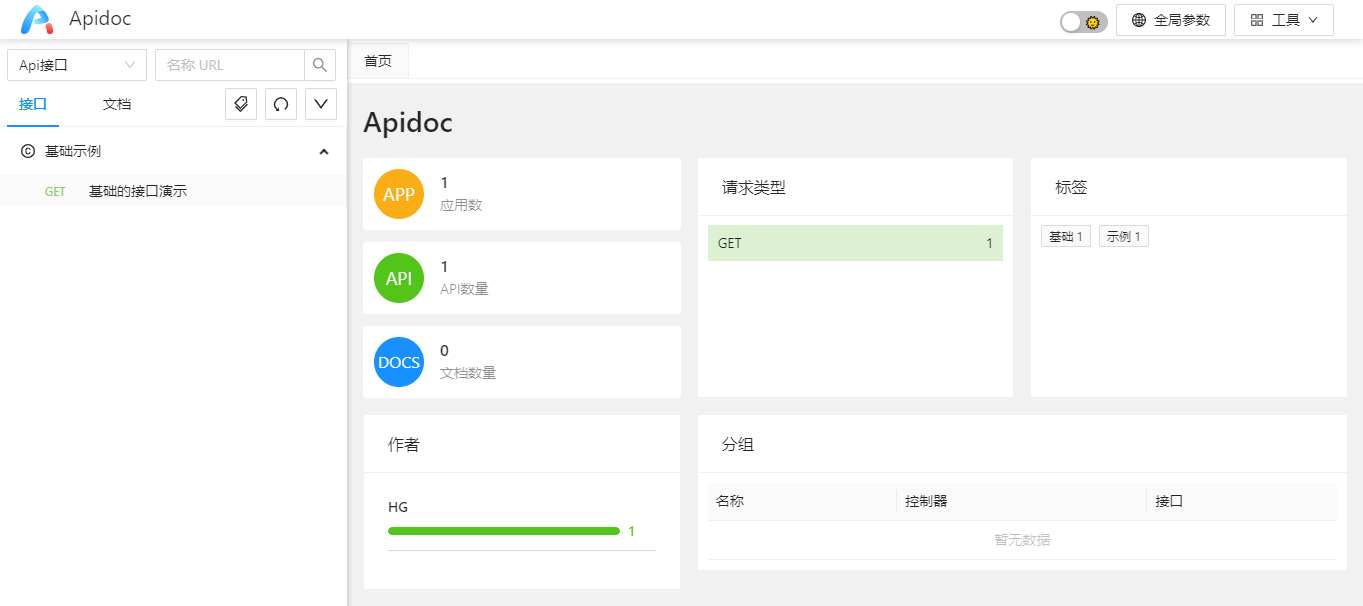 Apidoc
全局参数
工具
Api接口
名称 URL
接口
文档
基础示例
GET 基础的接口演示
首页
Apidoc
APP
1
应用数
API
1
API数量
DOCS
0
文档数量
请求类型
GET 1
标签
基础 1 示例 1
作者
HG
1
分组
名称 控制器 接口
暂无数据